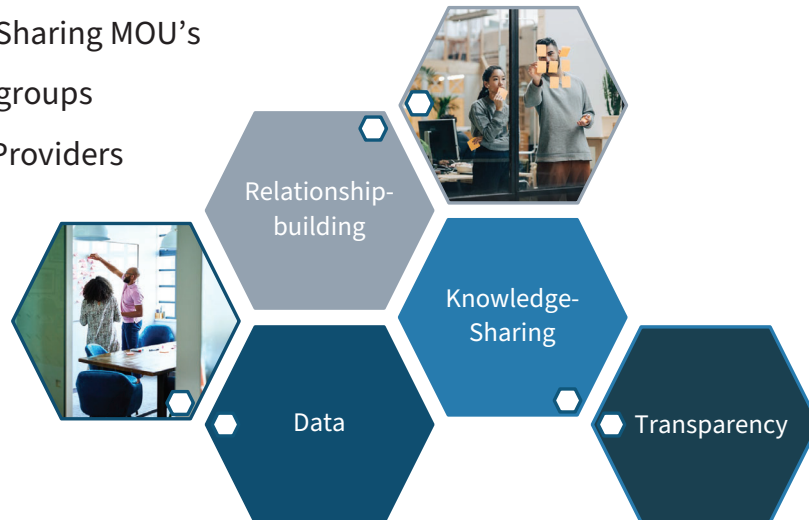 Sharing MOU’s
groups
Providers
Relationship-
building
Knowledge-
Sharing
Data
Transparency